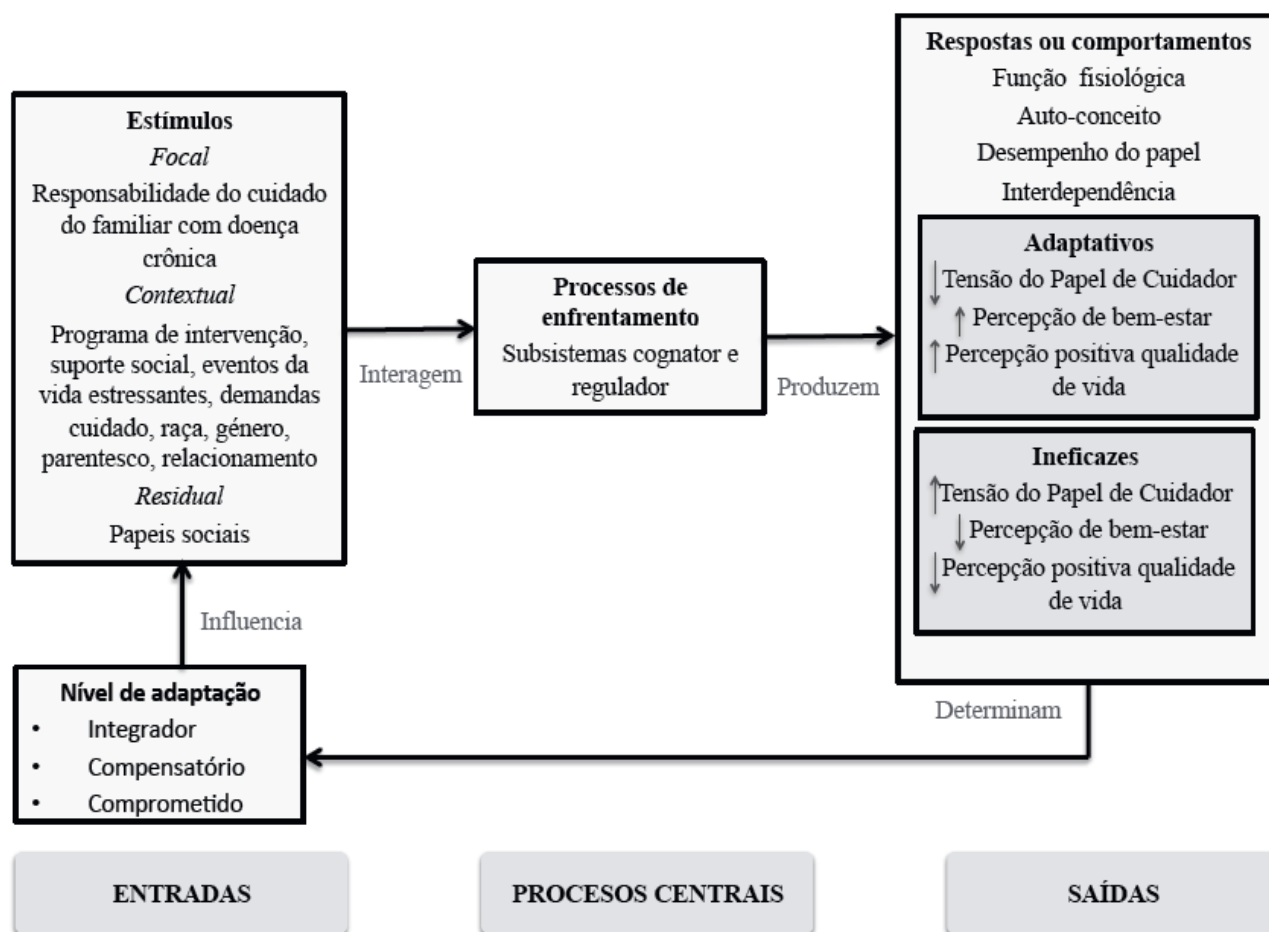 Estímulos
Focal
Responsabilidade do cuidado
do familiar com doença
crônica
Contextual
Programa de intervenção,
suporte social, eventos da
vida estressantes, demandas
cuidado, raça, género,
parentesco, relacionamento
Residual
Papeis sociais
Influencia
Nível de adaptação
• Integrador
• Compensatório
• Comprometido
Interagem
Processos de
enfrentamento
Subsistemas cognator e
regulador
Produzem
Respostas ou comportamentos
Função fisiológica
Auto-conceito
Desempenho do papel
Interdependência
Adaptativos
↓Tensão do Papel de Cuidador
↑ Percepção de bem-estar
↑Percepção positiva qualidade
de vida
Ineficazes
↑Tensão do Papel de Cuidador
↓Percepção de bem-estar
↓Percepção positiva qualidade
de vida
Determinam
ENTRADAS
PROCESOS CENTRAIS
SAÍDAS